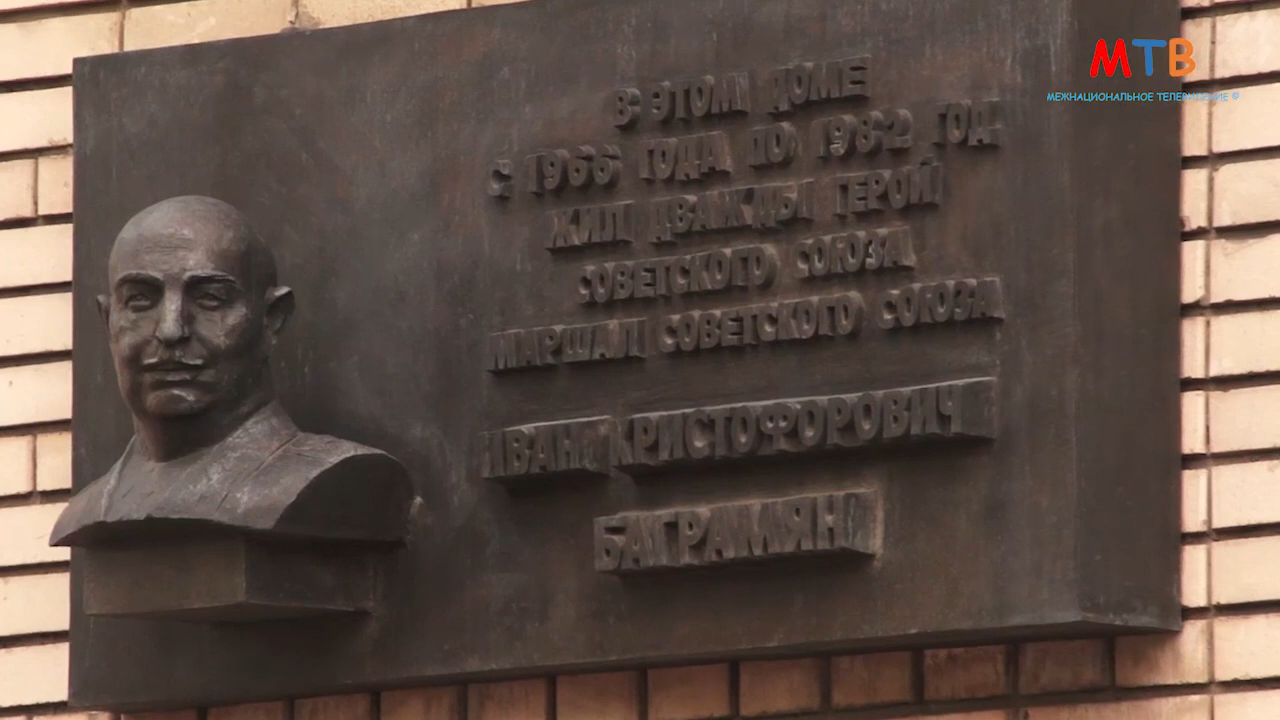 МТВ
МЕЖНАЦИОНАЛЬНОЕ ТЕЛЕВИДЕНИЕ ©
В ЭТОМ ДОМЕ
С 1966 ГОДА ПО 1982 ГОД
ЖИЛ ДВАЖДЫ ГЕРОЙ
СОВЕТСКОГО СОЮЗА
МАРШАЛ СОВЕТСКОГО СОЮЗА
ИВАН ХРИСТОФОРОВИЧ
БАГРАМЯН